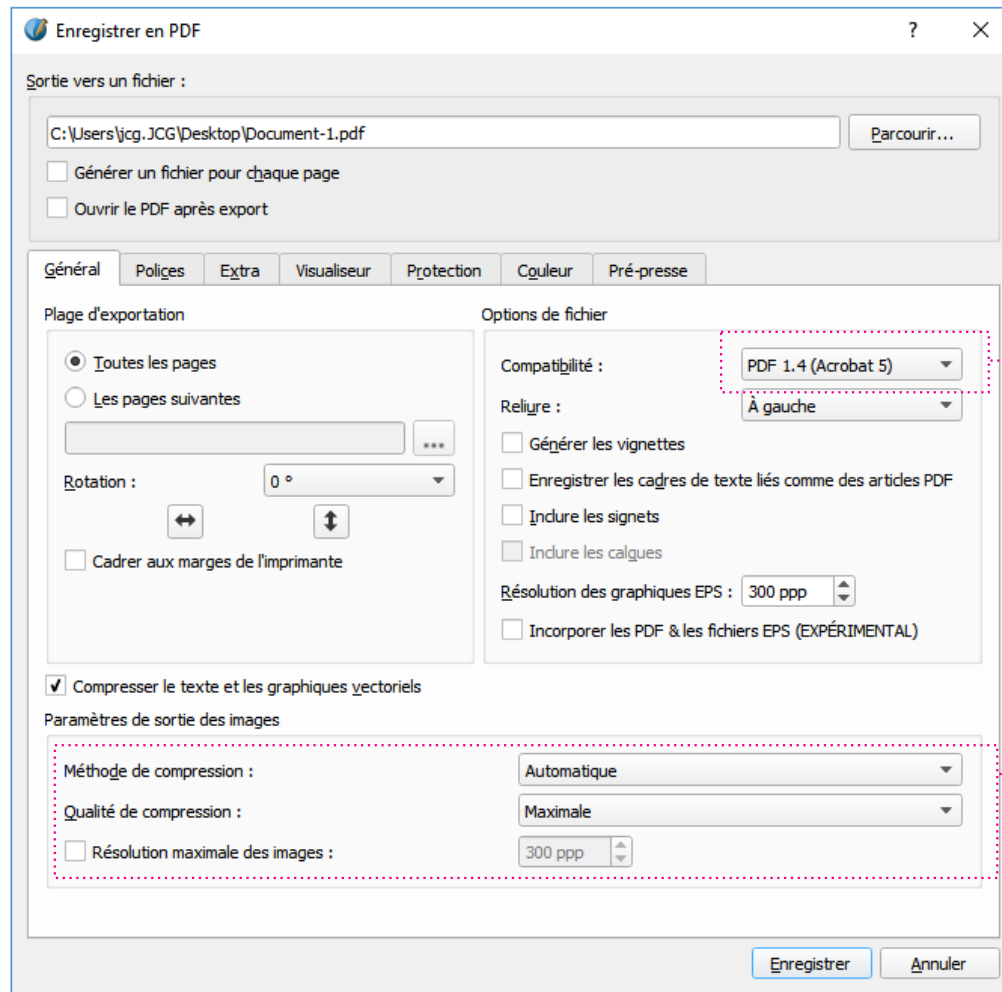 Enregistrer en PDF
?
Sortie vers un fichier :
C:\Users\jcg.JCG\Desktop\Document-1.pdf
Parcourir...
Générer un fichier pour chaque page
Ouvrir le PDF après export
Général Polices Extra Visualiseur Protection Couleur Pré-presse
Plage d'exportation
Toutes les pages
Les pages suivantes
...
Rotation : 0 °
Cadrer aux marges de l'imprimante
Options de fichier
Compatibilité : PDF 1.4 (Acrobat 5)
Reliure : À gauche
Générer les vignettes
Enregistrer les cadres de texte liés comme des articles PDF
Inclure les signets
Inclure les calques
Résolution des graphiques EPS : 300 ppp
Incorporer les PDF & les fichiers EPS (EXPÉRIMENTAL)
Compresser le texte et les graphiques vectoriels
Paramètres de sortie des images
Méthode de compression : Automatique
Qualité de compression : Maximale
Résolution maximale des images : 300 ppp
Enregistrer Annuler